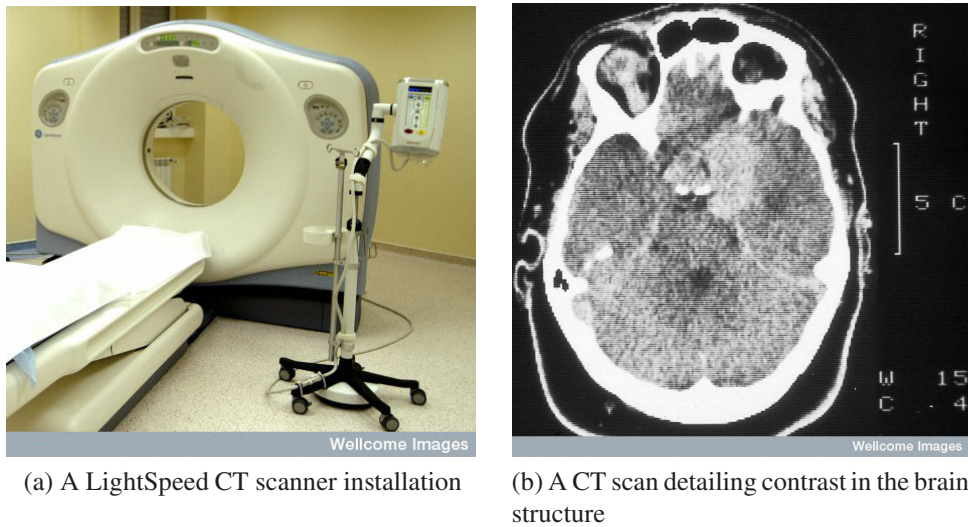 Wellcome Images
(a) A LightSpeed CT scanner installation
RIGHT
5 C
W 15
C 4
Wellcome Images
(b) A CT scan detailing contrast in the brain
structure